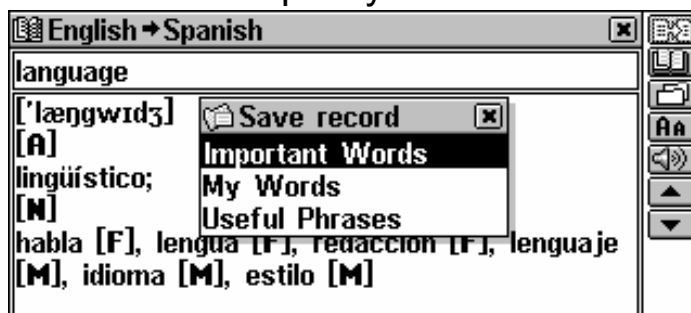 English➔Spanish
language
['læŋgwɪdʒ]
[A]
lingüístico;
[N]
habla [F], lengua [F], redacción [F], lenguaje
[M], idioma [M], estilo [M]
Save record
Important Words
My Words
Useful Phrases
AA